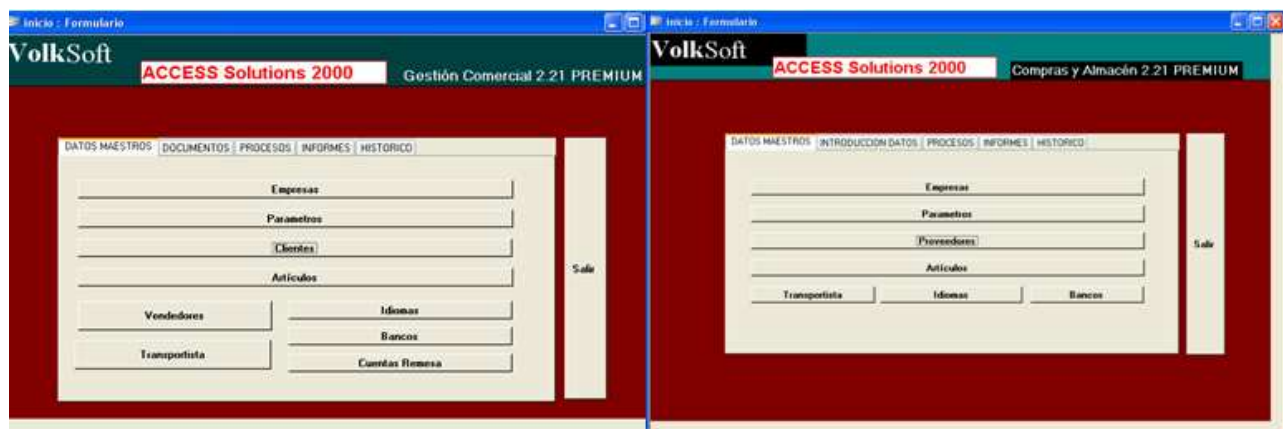 inicio : Formulario
VolkSoft
ACCESS Solutions 2000
Gestión Comercial 2.21 PREMIUM
DATOS MAESTROS DOCUMENTOS PROCESOS INFORMES HISTORICO
Empresas
Parametros
Clientes
Artículos
Vendedores
Transportista
Idiomas
Bancos
Cuentas Remesa
Salir
inicio : Formulario
VolkSoft
ACCESS Solutions 2000
Compras y Almacén 2.21 PREMIUM
DATOS MAESTROS INTRODUCCION DATOS PROCESOS INFORMES HISTORICO
Empresas
Parametros
Proveedores
Artículos
Transportista Idiomas Bancos
Salir